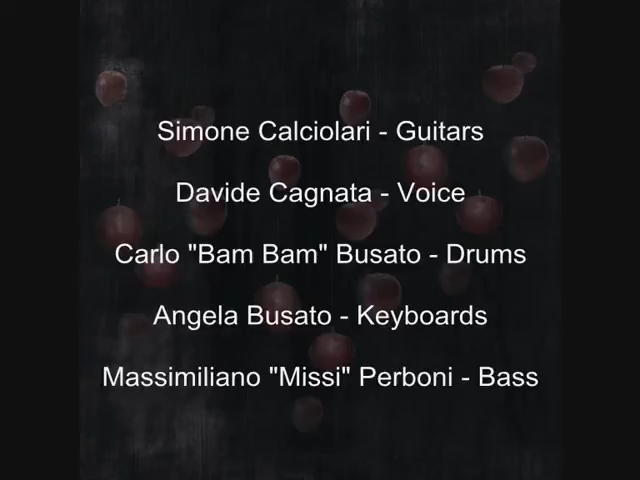 Simone Calciolari - Guitars
Davide Cagnata - Voice
Carlo "Bam Bam" Busato - Drums
Angela Busato - Keyboards
Massimiliano "Missi" Perboni - Bass